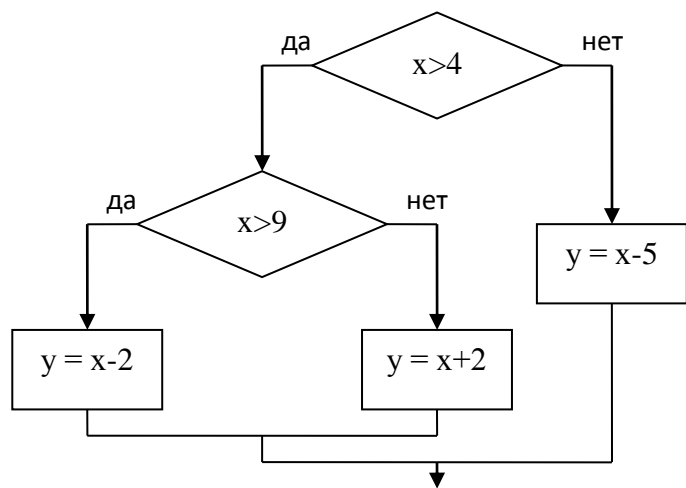 да
x>4
нет
да
x>9
нет
y = x-5
y = x-2
y = x+2